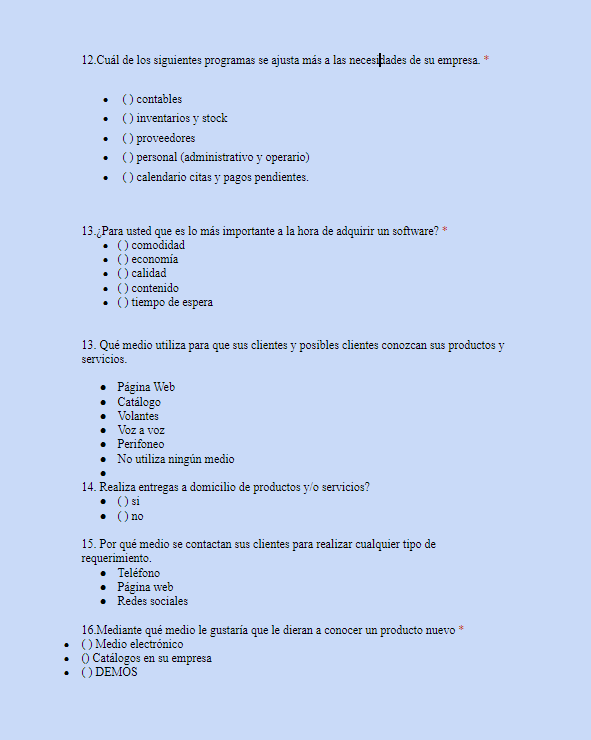 12.Cuál de los siguientes programas se ajusta más a las necesidades de su empresa. *
• ( ) contables
• ( ) inventarios y stock
• ( ) proveedores
• ( ) personal (administrativo y operario)
• ( ) calendario citas y pagos pendientes.
13.¿Para usted que es lo más importante a la hora de adquirir un software? *
• ( ) comodidad
• ( ) economía
• ( ) calidad
• ( ) contenido
• ( ) tiempo de espera
13. Qué medio utiliza para que sus clientes y posibles clientes conozcan sus productos y
servicios.
• Página Web
• Catálogo
• Volantes
• Voz a voz
• Perifoneo
• No utiliza ningún medio
•
14. Realiza entregas a domicilio de productos y/o servicios?
• ( ) si
• ( ) no
15. Por qué medio se contactan sus clientes para realizar cualquier tipo de
requerimiento.
• Teléfono
• Página web
• Redes sociales
16.Mediante qué medio le gustaría que le dieran a conocer un producto nuevo *
• ( ) Medio electrónico
• () Catálogos en su empresa
• ( ) DEMOS